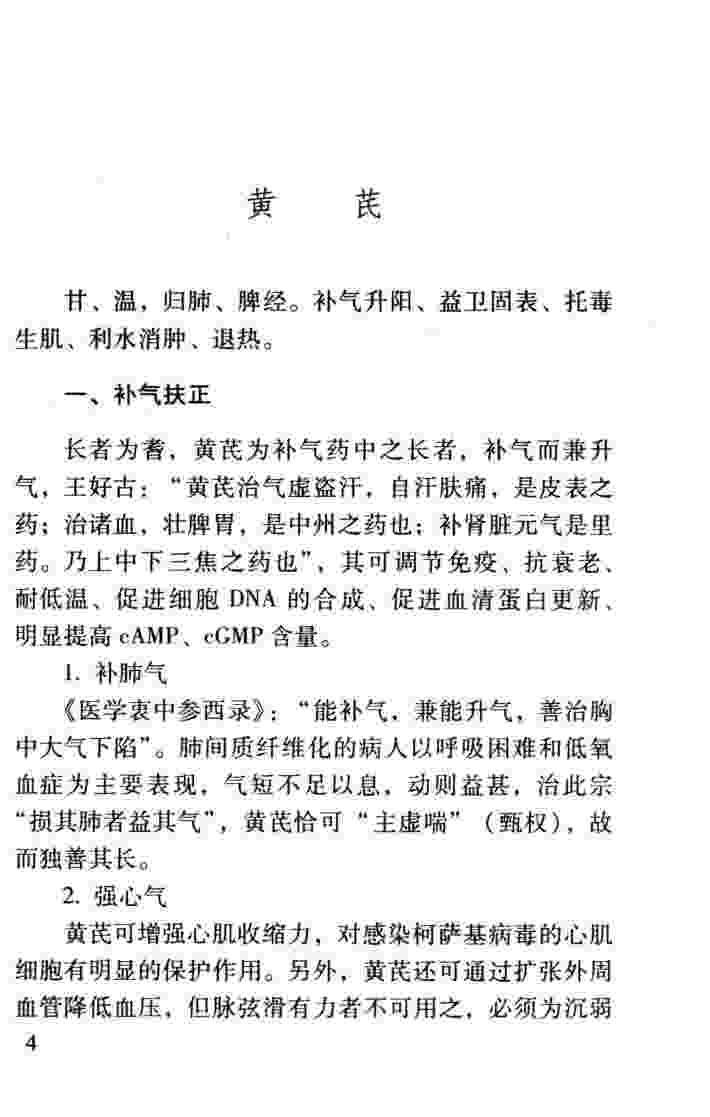 黄　芪
甘、温，归肺、脾经。补气升阳、益卫固表、托毒
生肌、利水消肿、退热。
一、补气扶正
长者为耆，黄芪为补气药中之长者，补气而兼升
气，王好古：“黄芪治气虚盗汗，自汗肤痛，是皮表之
药；治诸血，壮脾胃，是中州之药也；补肾脏元气是里
药。乃上中下三焦之药也”，其可调节免疫、抗衰老、
耐低温、促进细胞 DNA 的合成、促进血清蛋白更新、
明显提高 cAMP、cGMP 含量。
1. 补肺气
《医学衷中参西录》：“能补气，兼能升气，善治胸
中大气下陷”。肺间质纤维化的病人以呼吸困难和低氧
血症为主要表现，气短不足以息，动则益甚，治此宗
“损其肺者益其气”，黄芪恰可“主虚喘”（甄权），故
而独善其长。
2. 强心气
黄芪可增强心肌收缩力，对感染柯萨基病毒的心肌
细胞有明显的保护作用。另外，黄芪还可通过扩张外周
血管降低血压，但脉弦滑有力者不可用之，必须为沉弱
4